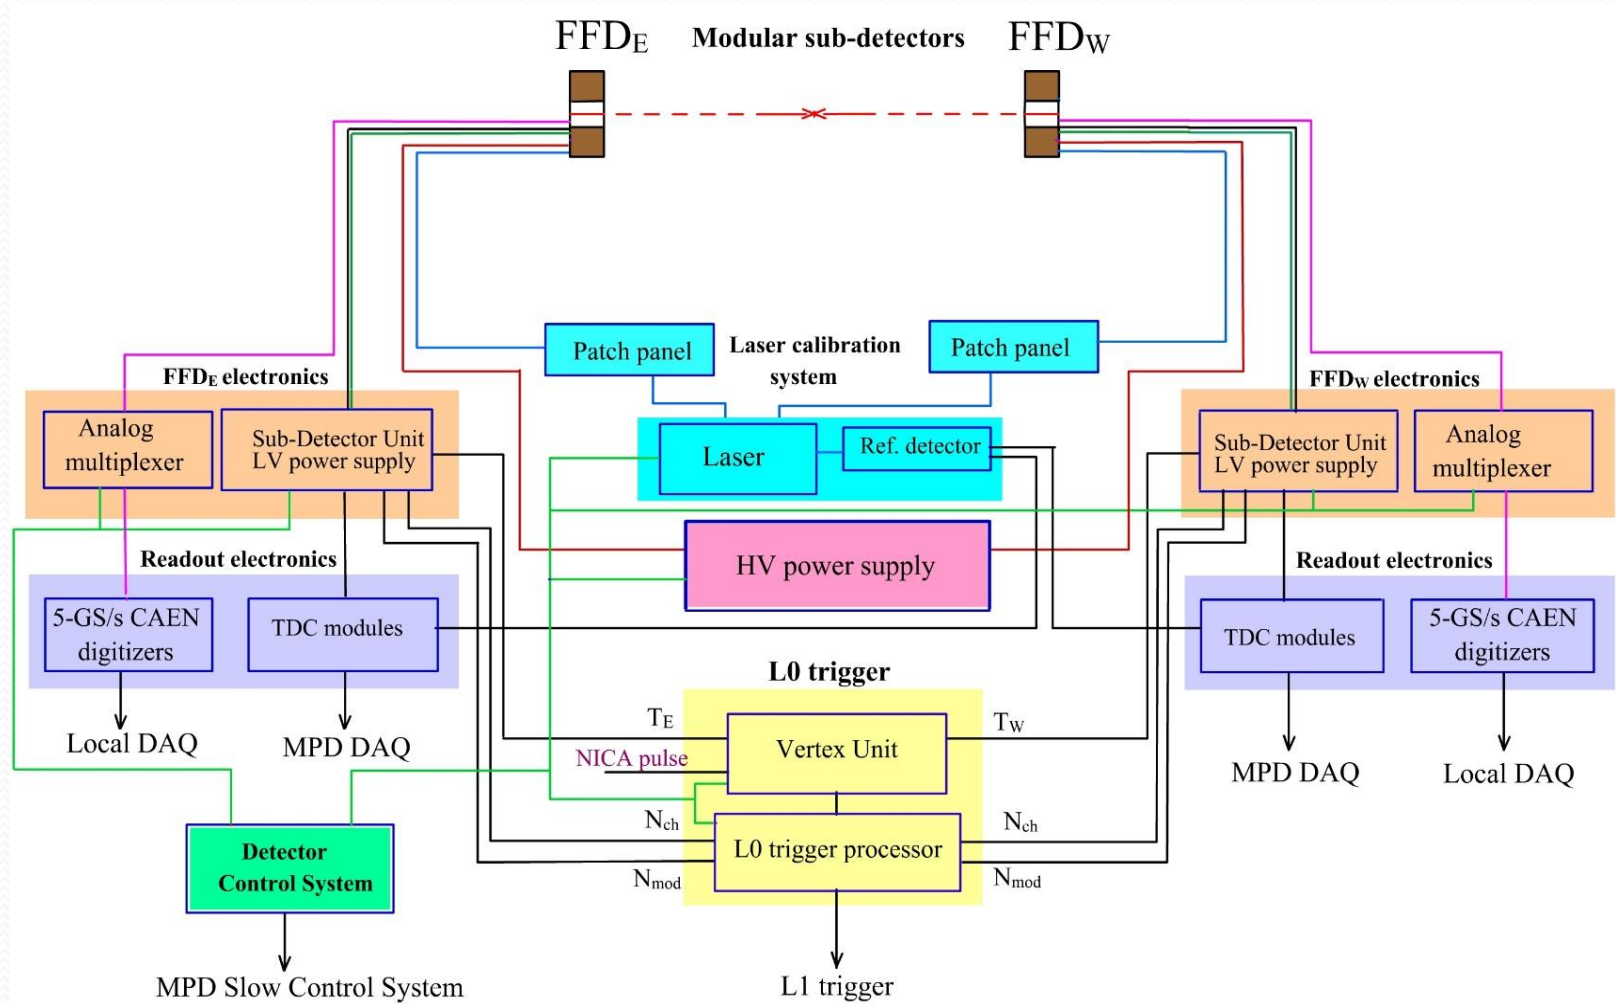 FFDE
Modular sub-detectors
FFDW
Patch panel
Laser calibration
system
Patch panel
FFDE electronics
FFDW electronics
Analog
multiplexer
Sub-Detector Unit
LV power supply
Laser
Ref. detector
Sub-Detector Unit
LV power supply
Analog
multiplexer
Readout electronics
HV power supply
Readout electronics
5-GS/s CAEN
digitizers
TDC modules
TDC modules
5-GS/s CAEN
digitizers
L0 trigger
Local DAQ
MPD DAQ
TE
Vertex Unit
TW
NICA pulse
MPD DAQ
Local DAQ
Nch
L0 trigger processor
Nch
Nmod
Nmod
Detector
Control System
MPD Slow Control System
L1 trigger